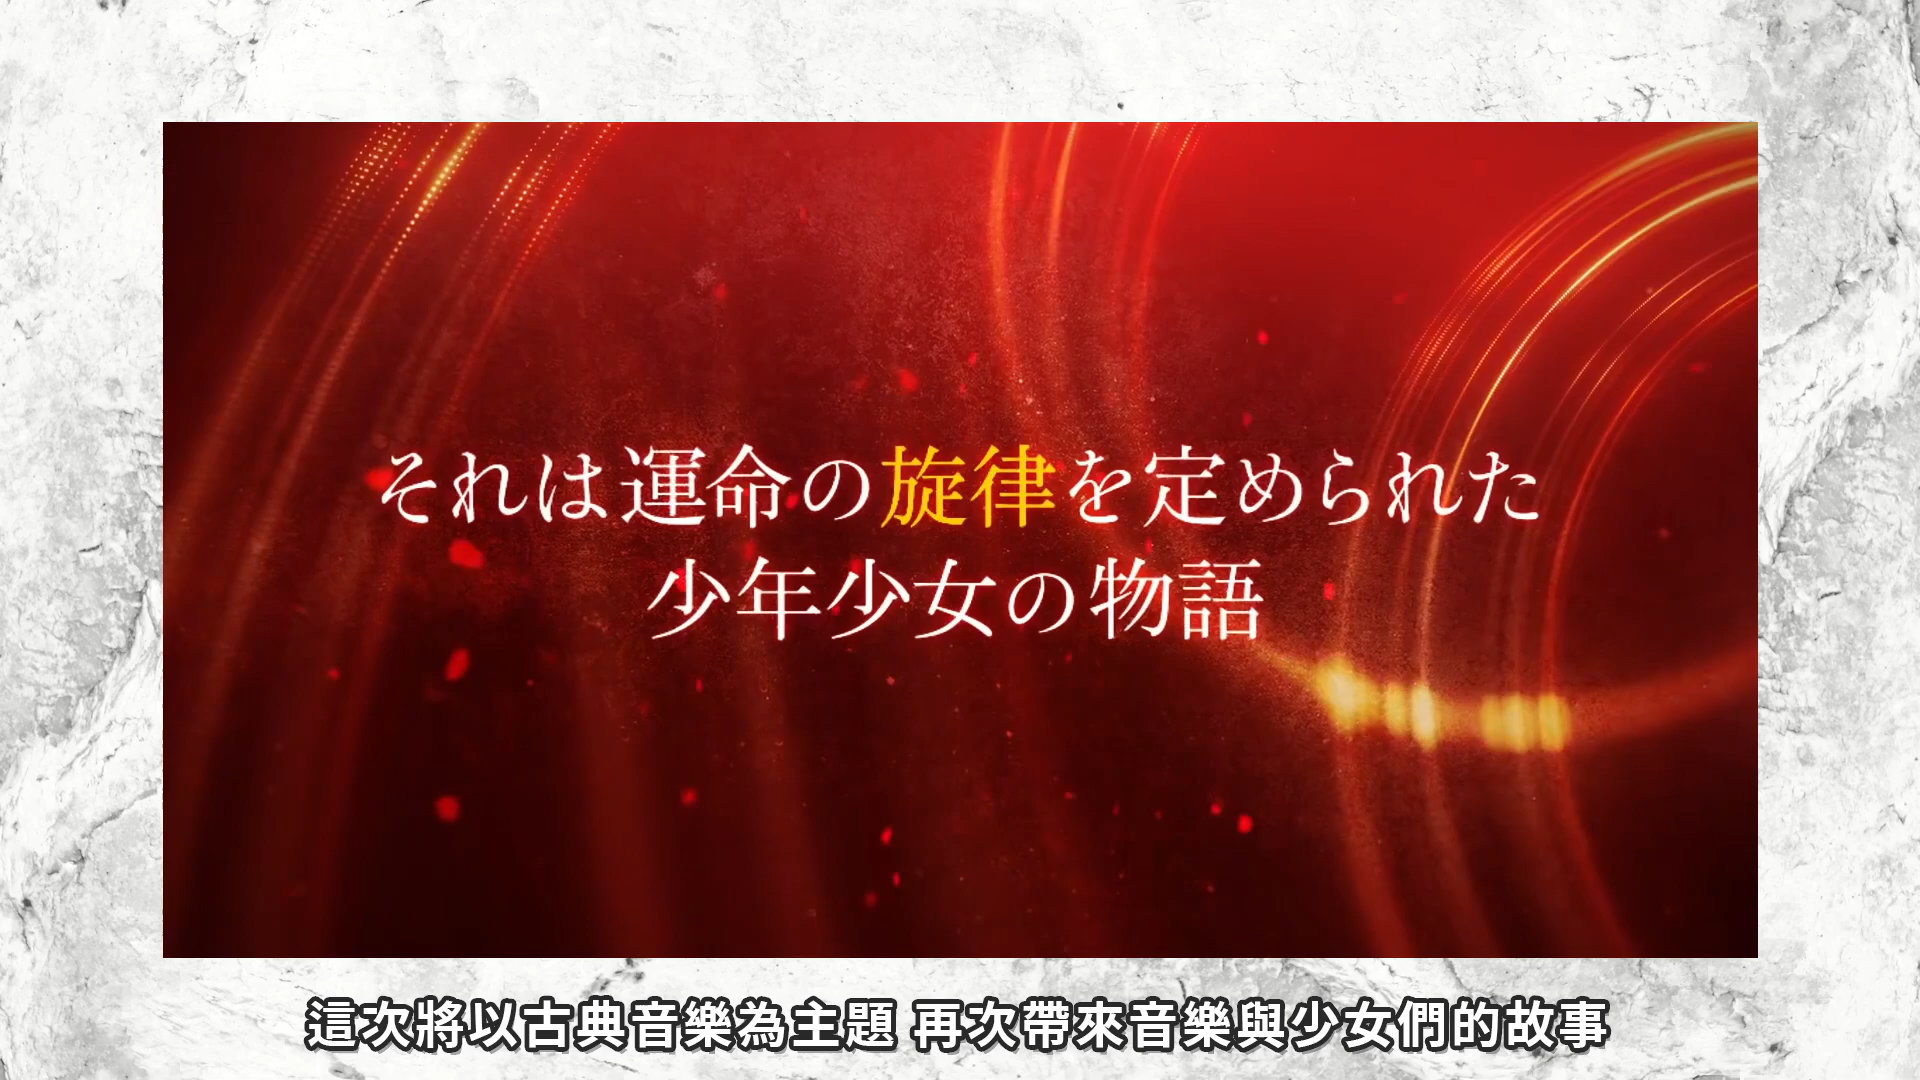 それは運命の旋律を定められた
少年少女の物語
這次將以古典音樂為主題 再次帶來音樂與少女們的故事